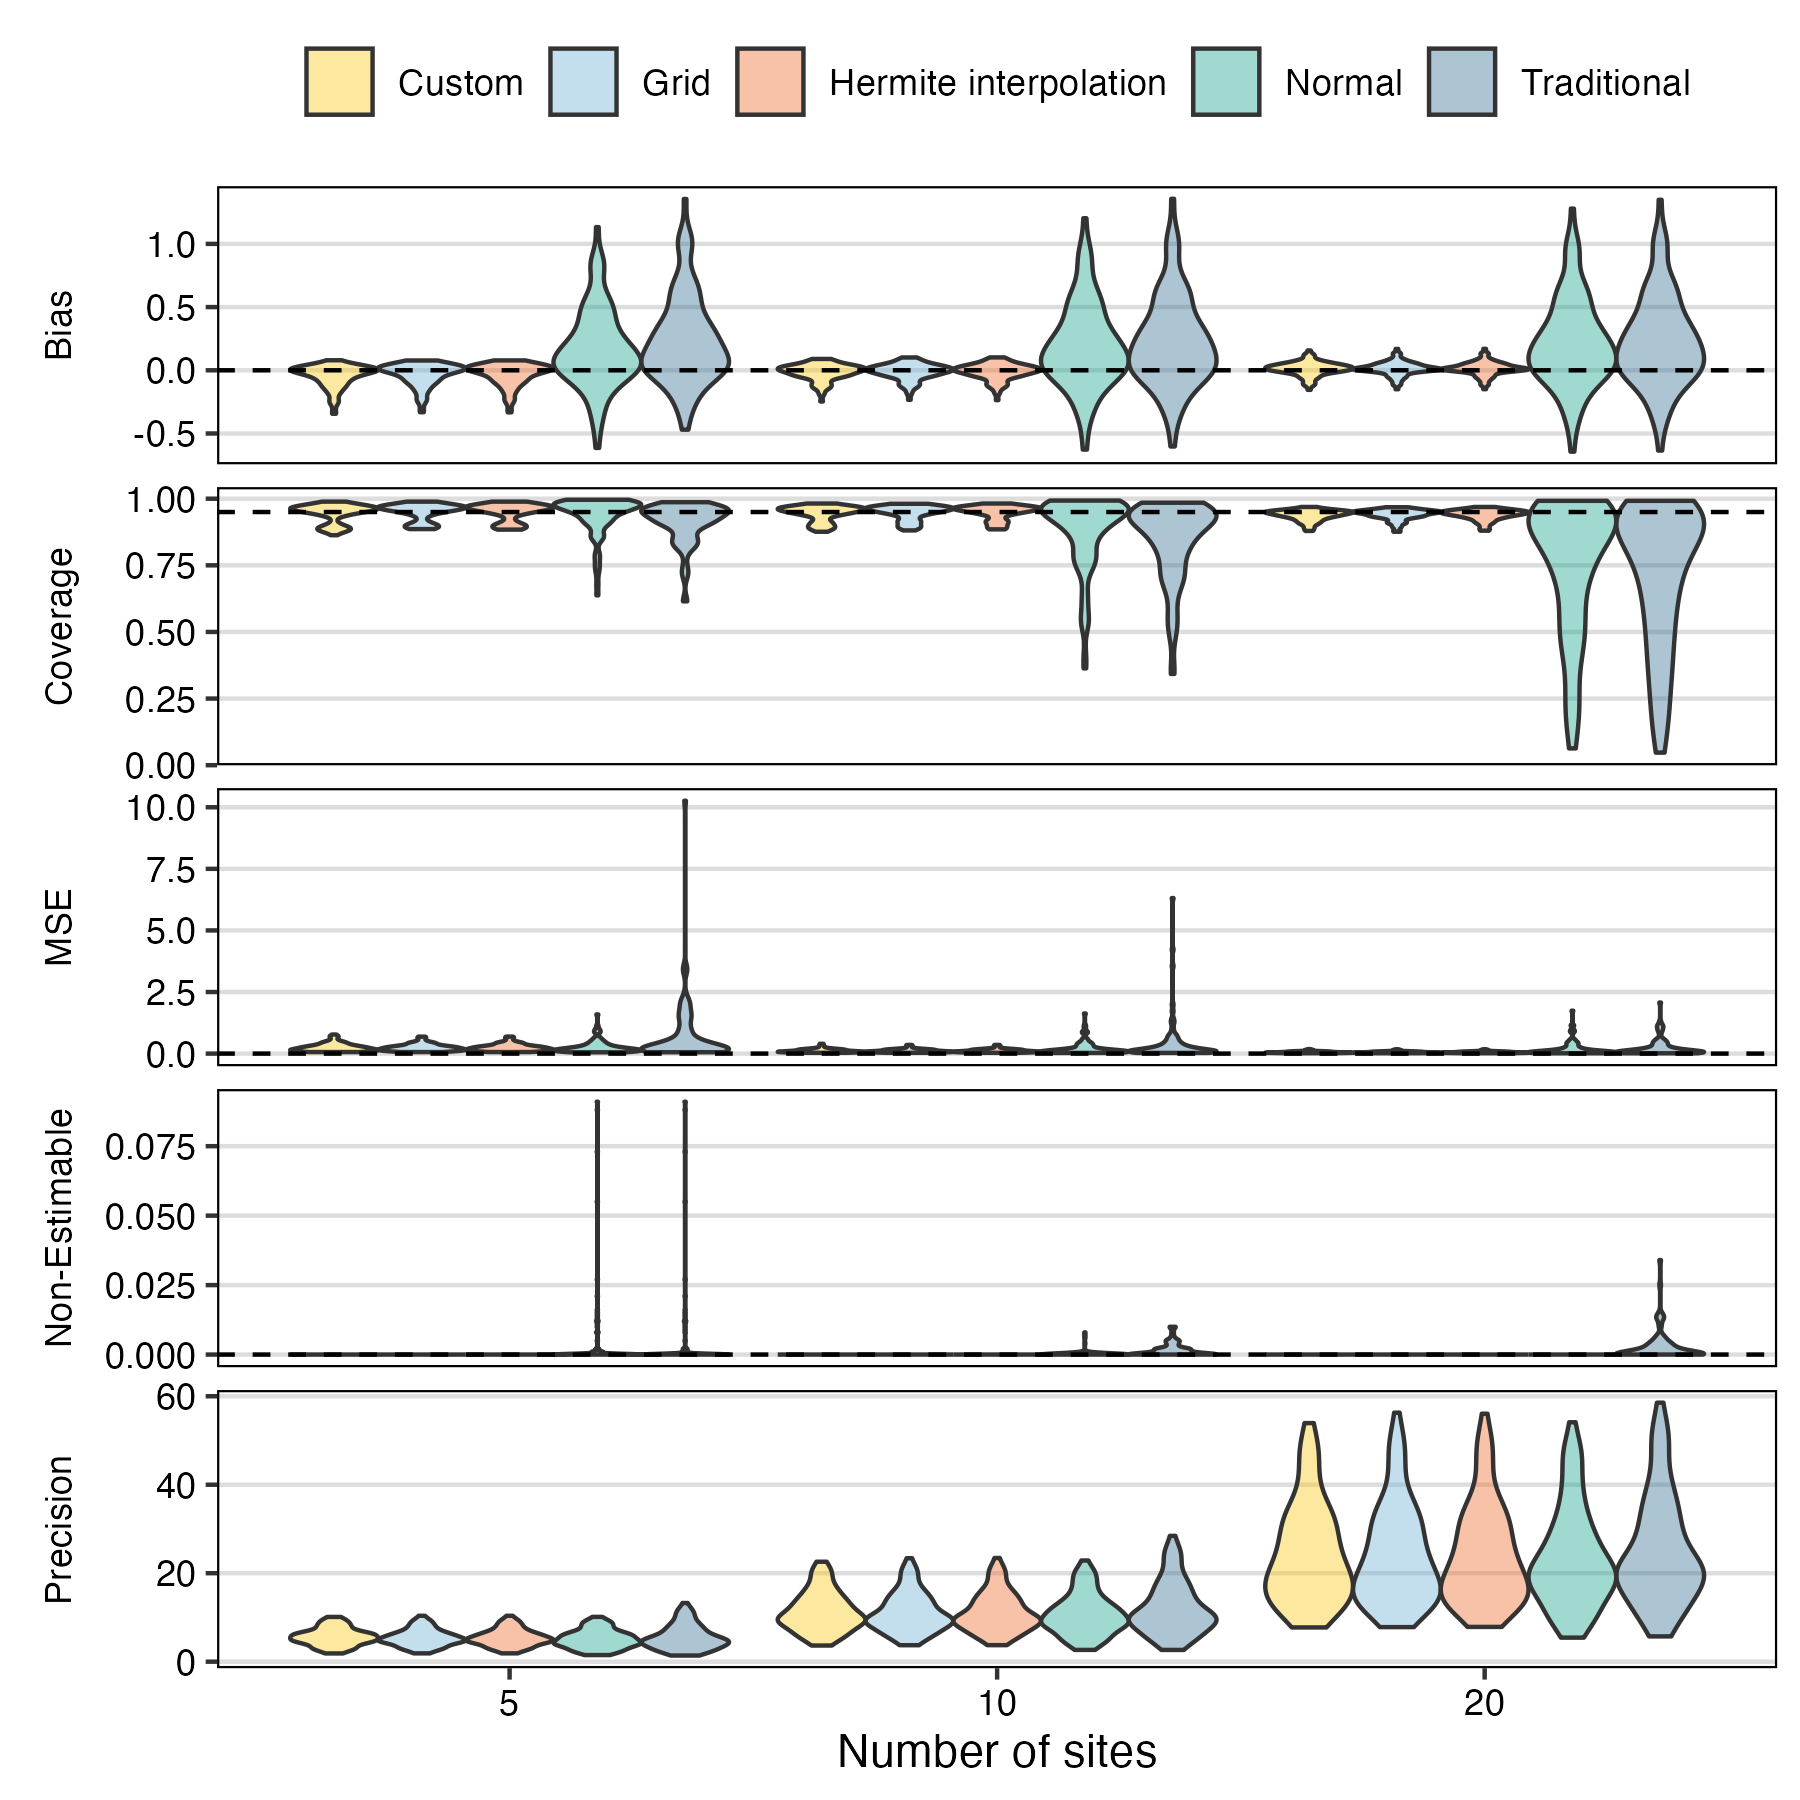 Custom Grid Hermite interpolation Normal Traditional
Bias
1.0
0.5
0.0
-0.5
Coverage
1.00
0.75
0.50
0.25
0.00
MSE
10.0
7.5
5.0
2.5
0.0
Non-Estimable
0.075
0.050
0.025
0.000
Precision
60
40
20
0
5 10 20
Number of sites